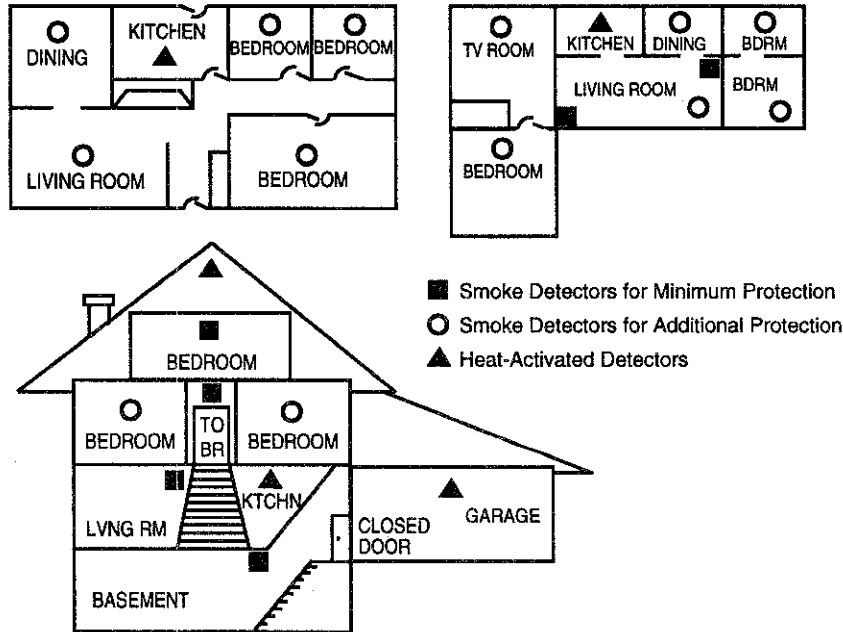 DINING
KITCHEN
BEDROOM
BEDROOM
LIVING ROOM
BEDROOM
TV ROOM
KITCHEN
DINING
BDRM
LIVING ROOM
BDRM
BEDROOM
Smoke Detectors for Minimum Protection
Smoke Detectors for Additional Protection
Heat-Activated Detectors
BEDROOM
BEDROOM
TO
BR
BEDROOM
LVNG RM
KTCHN
CLOSED
DOOR
GARAGE
BASEMENT